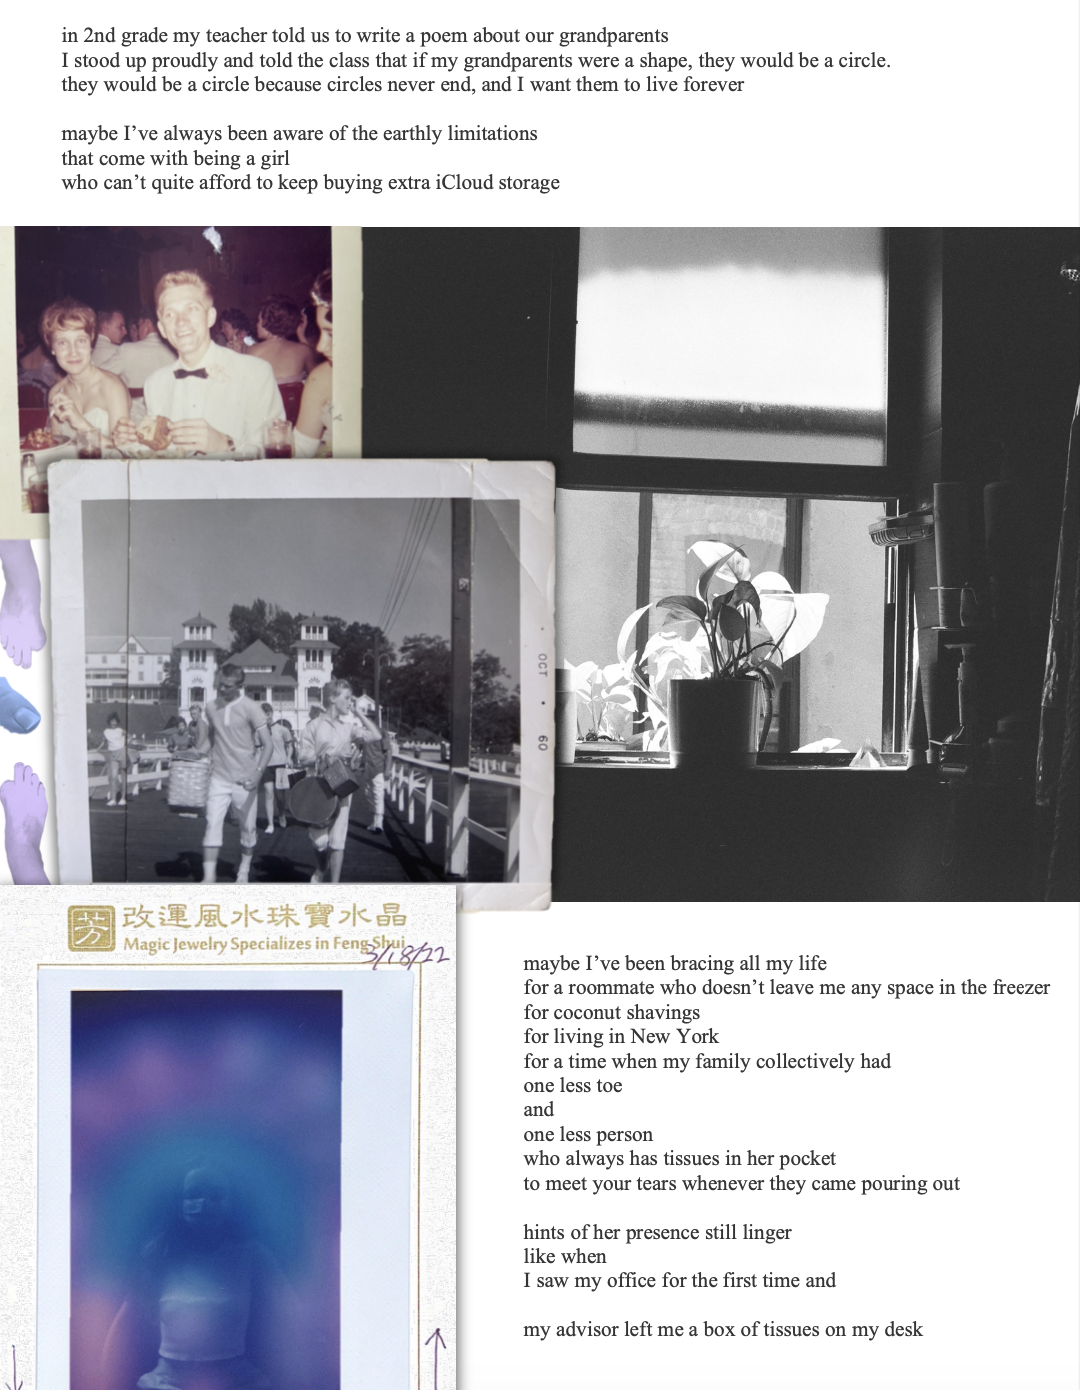 in 2nd grade my teacher told us to write a poem about our grandparents
I stood up proudly and told the class that if my grandparents were a shape, they would be a circle.
they would be a circle because circles never end, and I want them to live forever
maybe I’ve always been aware of the earthly limitations
that come with being a girl
who can’t quite afford to keep buying extra iCloud storage
OCT • 60
芳
改運風水珠寶水晶
Magic Jewelry Specializes in Feng Shui
3/18/22
maybe I’ve been bracing all my life
for a roommate who doesn’t leave me any space in the freezer
for coconut shavings
for living in New York
for a time when my family collectively had
one less toe
and
one less person
who always has tissues in her pocket
to meet your tears whenever they came pouring out
hints of her presence still linger
like when
I saw my office for the first time and
my advisor left me a box of tissues on my desk